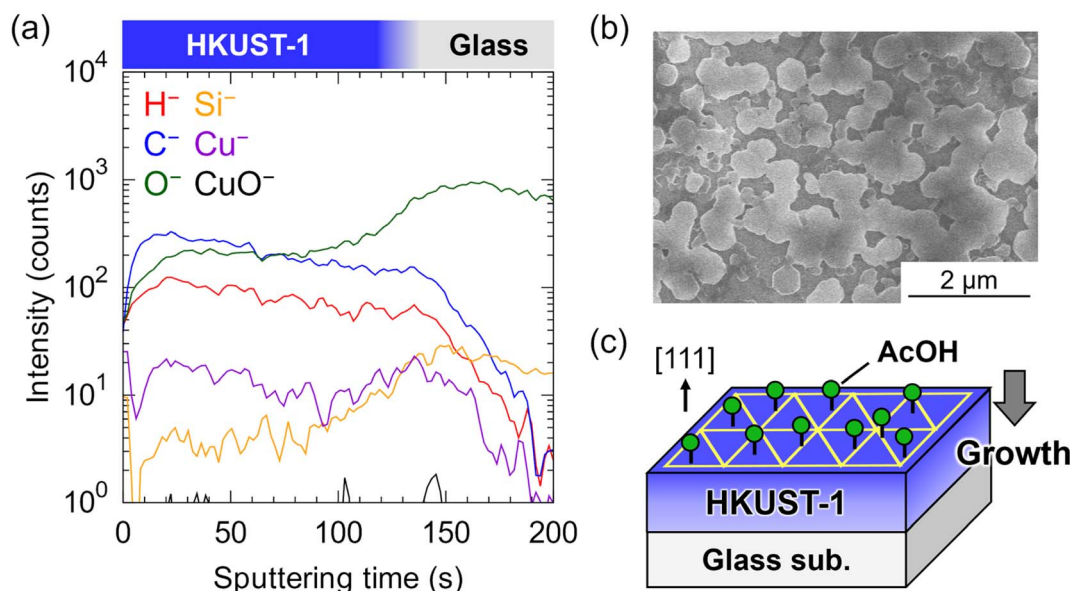 (a)
HKUST-1 Glass
10⁴
10³
10²
10¹
10⁰
Intensity (counts)
H⁻ Si⁻
C⁻ Cu⁻
O⁻ CuO⁻
0 50 100 150 200
Sputtering time (s)
(b)
2 µm
(c)
[111]
AcOH
Growth
HKUST-1
Glass sub.